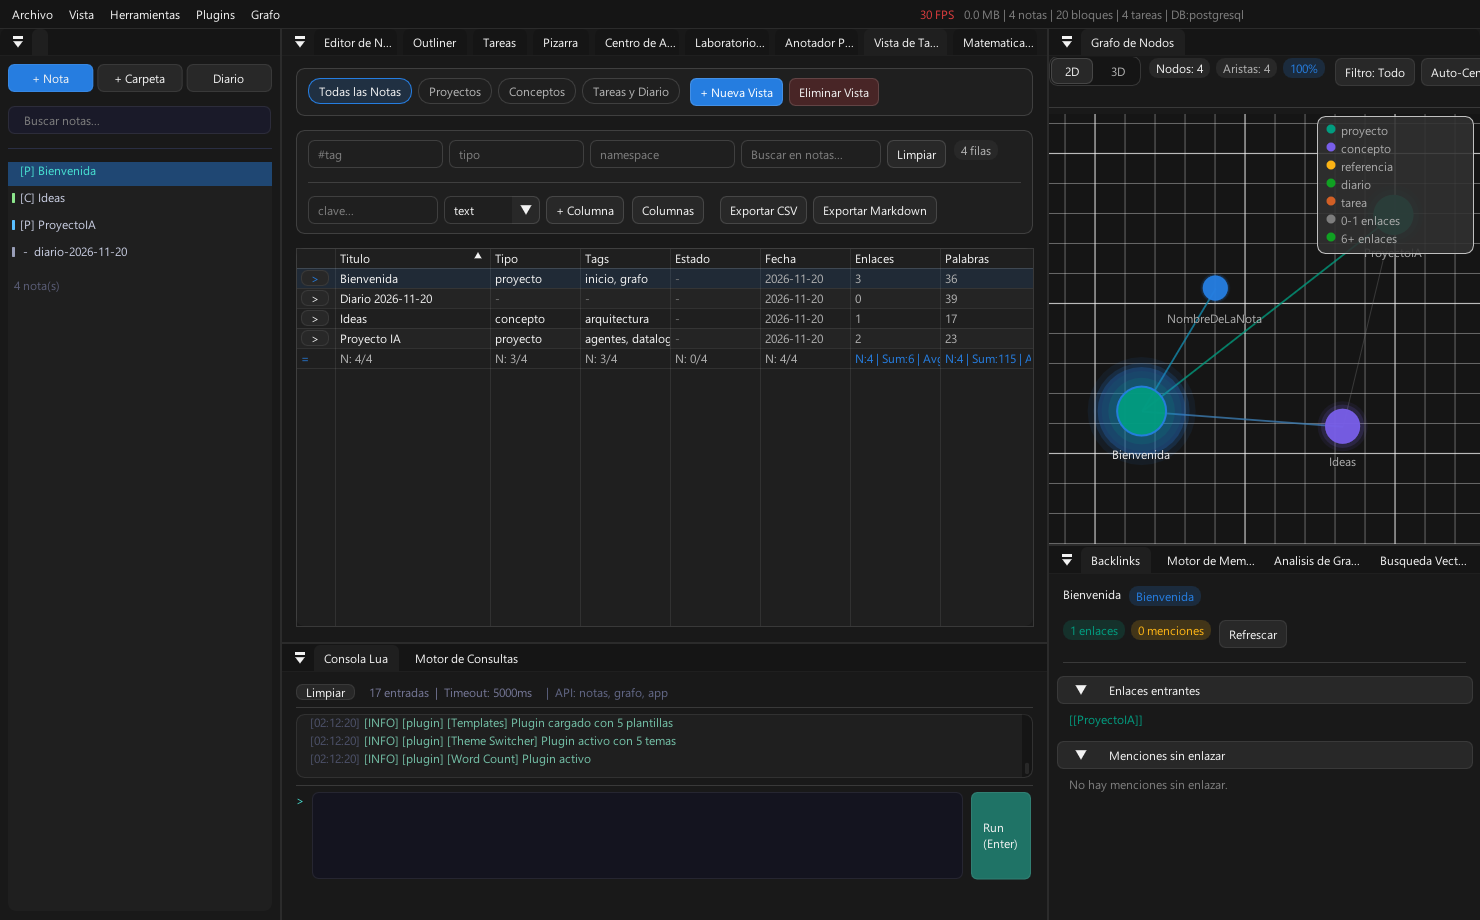 Archivo Vista Herramientas Plugins Grafo
30 FPS 0.0 MB | 4 notas | 20 bloques | 4 tareas | DB:postgresql
+ Nota + Carpeta Diario
Buscar notas...
[P] Bienvenida
[C] Ideas
[P] ProyectoIA
- diario-2026-11-20
4 nota(s)
Editor de N... Outliner Tareas Pizarra Centro de A... Laboratorio... Anotador P... Vista de Ta... Matematica...
Todas las Notas Proyectos Conceptos Tareas y Diario + Nueva Vista Eliminar Vista
#tag tipo namespace Buscar en notas... Limpiar 4 filas
clave... text + Columna Columnas Exportar CSV Exportar Markdown
Titulo Tipo Tags Estado Fecha Enlaces Palabras
> Bienvenida proyecto inicio, grafo - 2026-11-20 3 36
> Diario 2026-11-20 - - - 2026-11-20 0 39
> Ideas concepto arquitectura - 2026-11-20 1 17
> Proyecto IA proyecto agentes, datalog - 2026-11-20 2 23
= N: 4/4 N: 3/4 N: 3/4 N: 0/4 N: 4/4 N:4 | Sum:6 | Avg N:4 | Sum:115 | A
Consola Lua Motor de Consultas
Limpiar 17 entradas | Timeout: 5000ms | API: notas, grafo, app
[02:12:20] [INFO] [plugin] [Templates] Plugin cargado con 5 plantillas
[02:12:20] [INFO] [plugin] [Theme Switcher] Plugin activo con 5 temas
[02:12:20] [INFO] [plugin] [Word Count] Plugin activo
>
Run
(Enter)
Grafo de Nodos
2D 3D Nodos: 4 Aristas: 4 100% Filtro: Todo Auto-Cen
proyecto
concepto
referencia
diario
tarea
0-1 enlaces
6+ enlaces
ProyectoIA
NombreDeLaNota
Bienvenida
Ideas
Backlinks Motor de Mem... Analisis de Gra... Busqueda Vect...
Bienvenida Bienvenida
1 enlaces 0 menciones Refrescar
Enlaces entrantes
[[ProyectoIA]]
Menciones sin enlazar
No hay menciones sin enlazar.